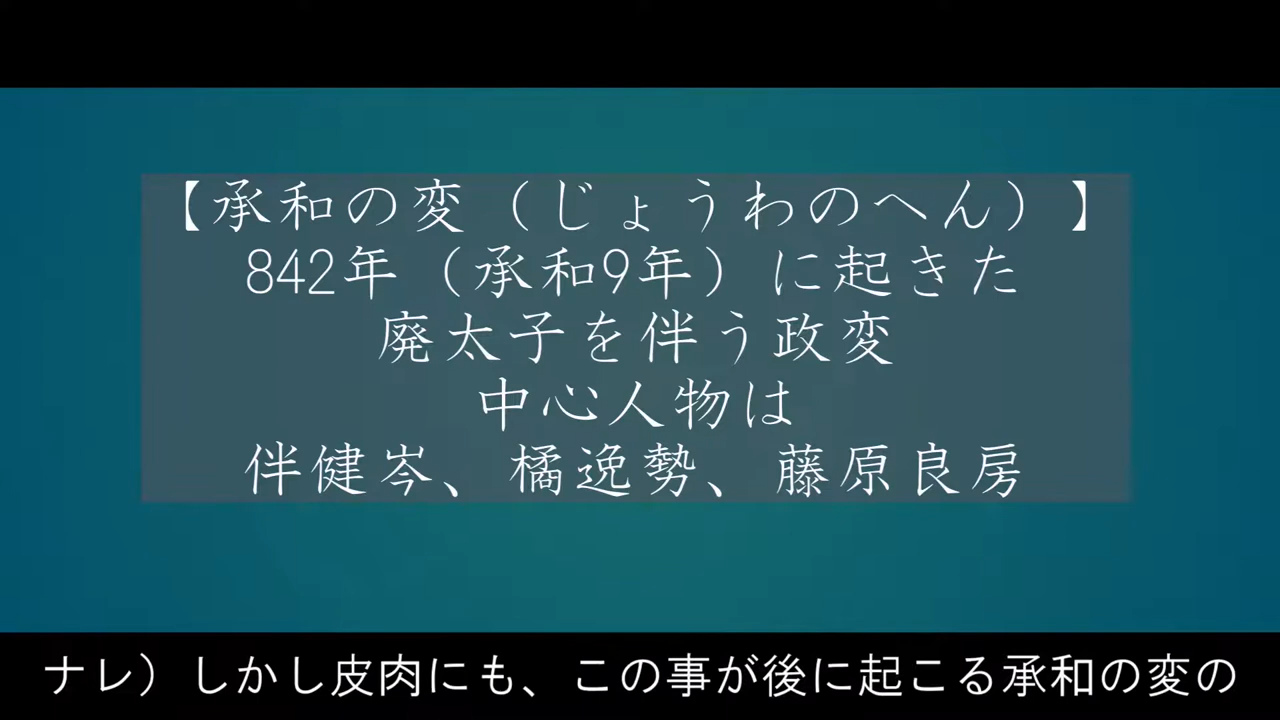 【承和の変（じょうわのへん）】
842年（承和9年）に起きた
廃太子を伴う政変
中心人物は
伴健岑、橘逸勢、藤原良房
ナレ）しかし皮肉にも、この事が後に起こる承和の変の